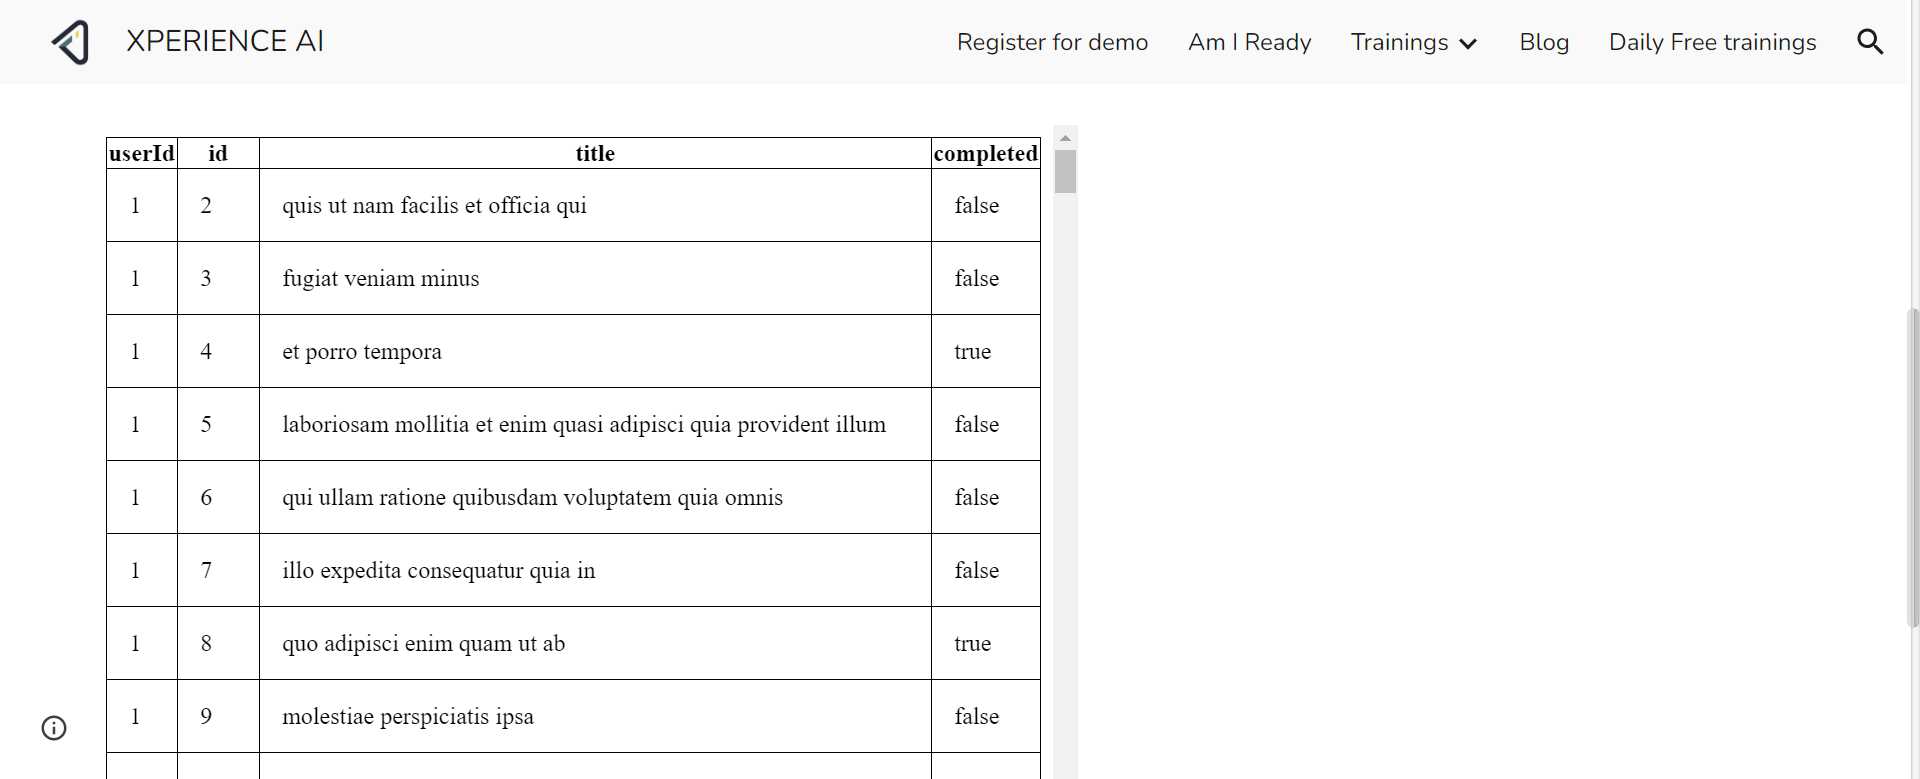 XPERIENCE AI Register for demo Am I Ready Trainings Blog Daily Free trainings
userId id title completed
1 2 quis ut nam facilis et officia qui false
1 3 fugiat veniam minus false
1 4 et porro tempora true
1 5 laboriosam mollitia et enim quasi adipisci quia provident illum false
1 6 qui ullam ratione quibusdam voluptatem quia omnis false
1 7 illo expedita consequatur quia in false
1 8 quo adipisci enim quam ut ab true
1 9 molestiae perspiciatis ipsa false